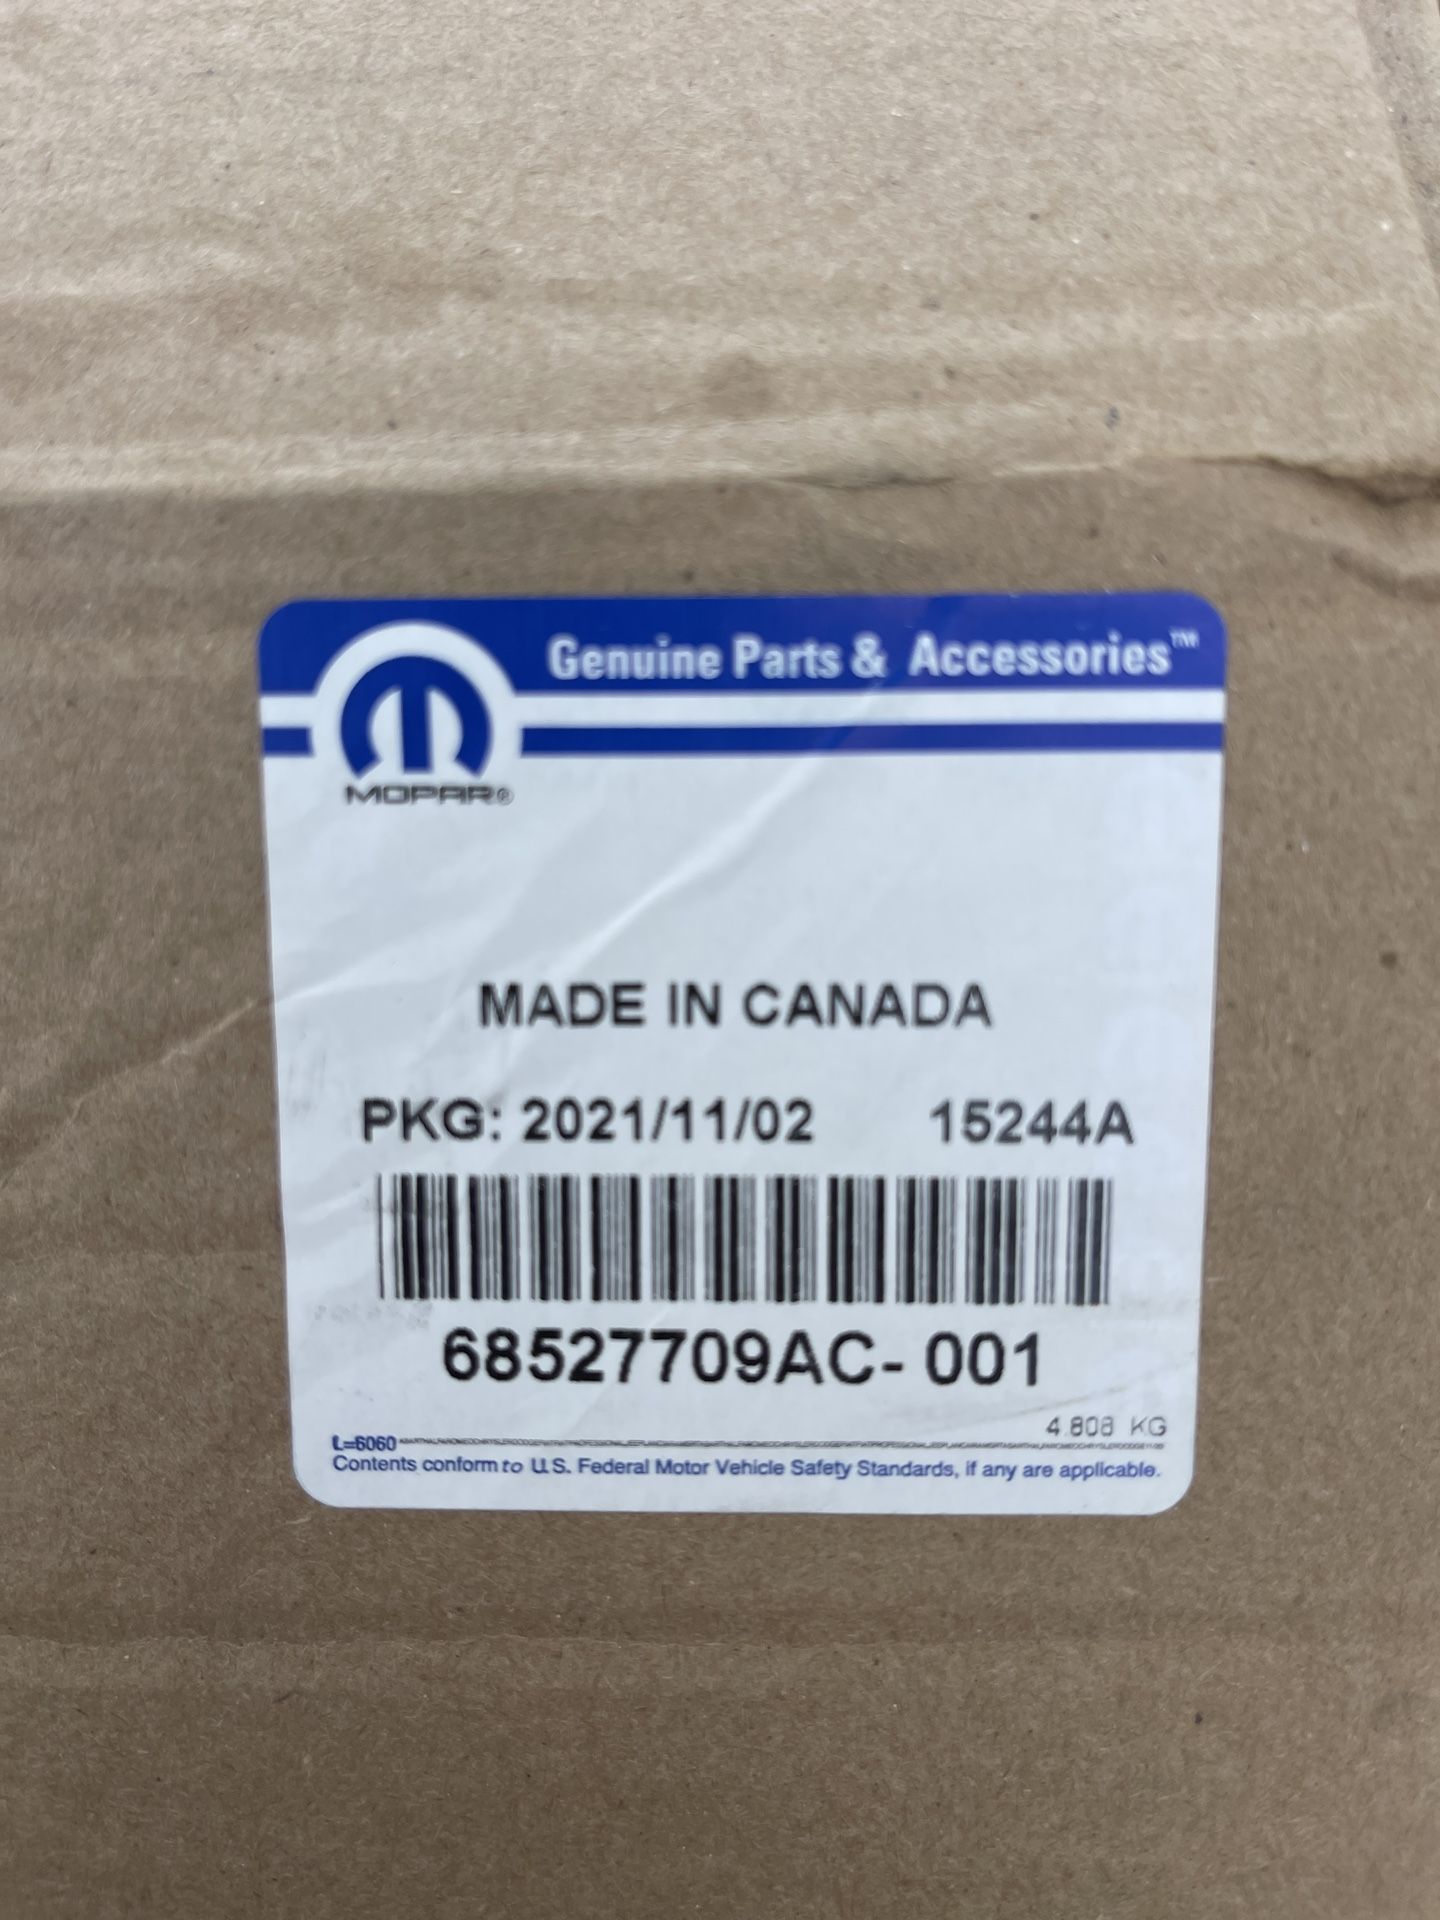 Genuine Parts & Accessories™
MOPAR®
MADE IN CANADA
PKG: 2021/11/02 15244A
68527709AC-001
4.808 KG
L=6060
Contents conform to U.S. Federal Motor Vehicle Safety Standards, if any are applicable.